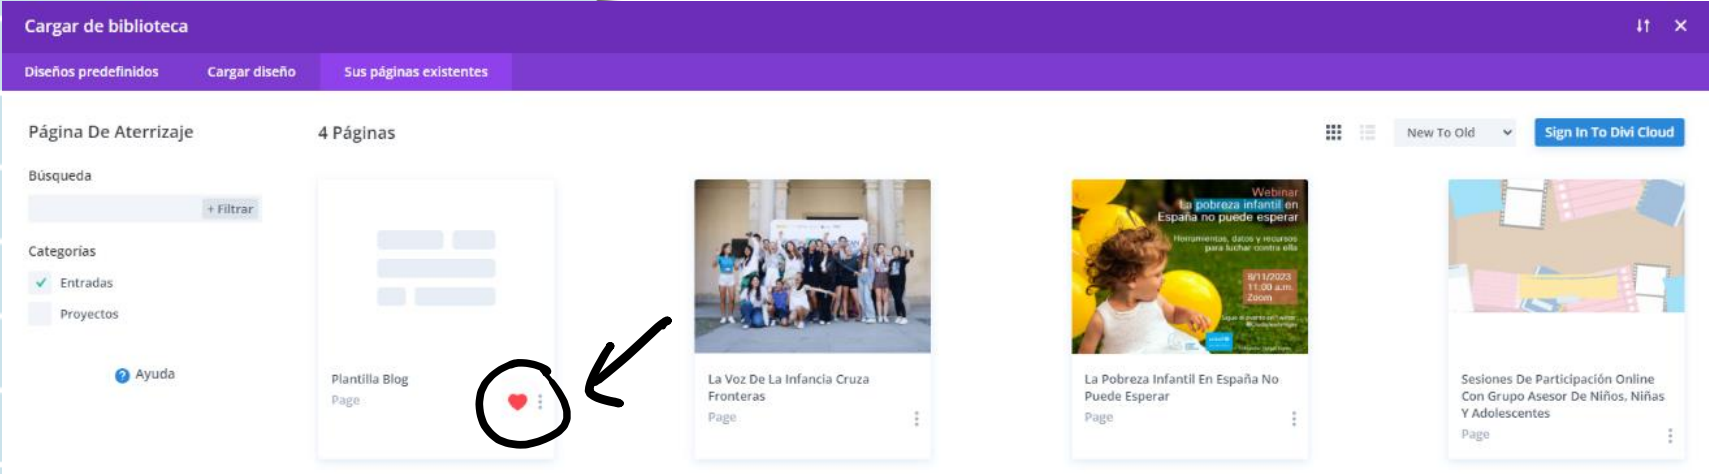 Cargar de biblioteca
Diseños predefinidos
Cargar diseño
Sus páginas existentes
Página De Aterrizaje
4 Páginas
New To Old
Sign In To Divi Cloud
Búsqueda
+ Filtrar
Categorías
Entradas
Proyectos
Ayuda
Plantilla Blog
Page
La Voz De La Infancia Cruza
Fronteras
Page
Webinar
La pobreza infantil en
España no puede esperar
Herramientas, datos y recursos
para luchar contra ella
8/11/2023
11:00 a.m.
Zoom
La Pobreza Infantil En España No
Puede Esperar
Page
Sesiones De Participación Online
Con Grupo Asesor De Niños, Niñas
Y Adolescentes
Page